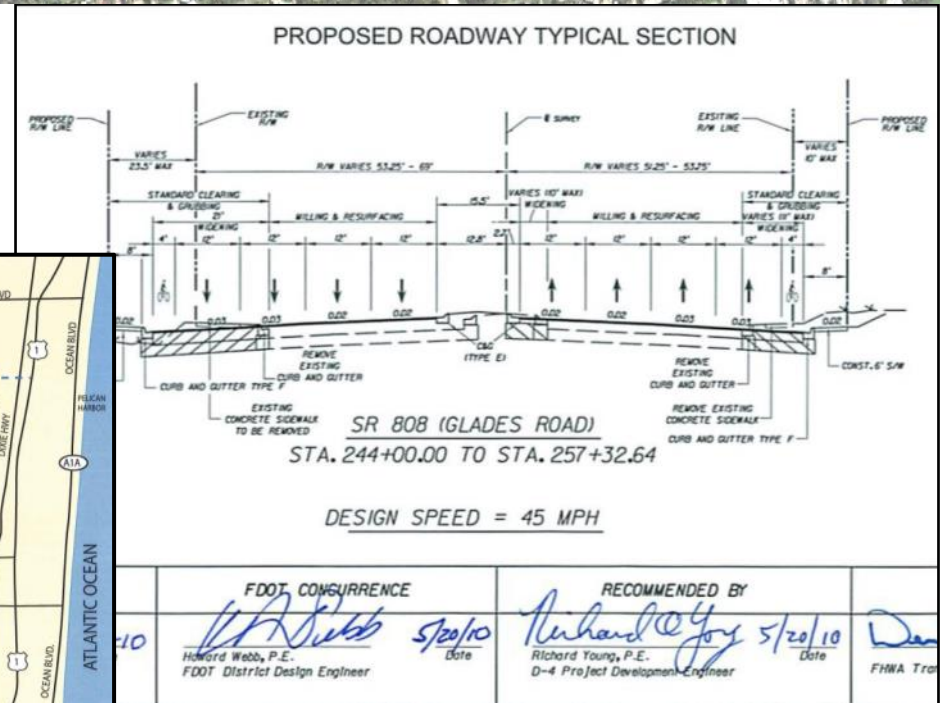 PROPOSED ROADWAY TYPICAL SECTION
PROPOSED
R/W LINE
EXISTING
R/W
SURVEY
EXSITING
R/W LINE
PROPOSED
R/W LINE
VARIES
23.5' MAX
R/W VARIES 53.25' - 69'
R/W VARIES 51.25' - 53.25'
VARIES
10' MAX
STANDARD CLEARING
& GRUBBING
21'
WIDENING
MILLING & RESURFACING
15.5'
VARIES (10' MAX)
WIDENING
MILLING & RESURFACING
STANDARD CLEARING
& GRUBBING
VARIES (11' MAX)
WIDENING
8'
4'
12'
12'
12'
12'
12.8'
2.2'
12'
12'
12'
12'
4'
8'
0.02
0.03
0.03
0.02
0.02
0.02
0.02
0.03
0.03
0.02
C&G
(TYPE E)
REMOVE
EXISTING
CURB AND GUTTER
CURB AND GUTTER TYPE F
EXISTING
CONCRETE SIDEWALK
TO BE REMOVED
REMOVE
EXISTING
CURB AND GUTTER
REMOVE EXISTING
CONCRETE SIDEWALK
CURB AND GUTTER TYPE F
CONST. 6' S/W
SR 808 (GLADES ROAD)
STA. 244+00.00 TO STA. 257+32.64
DESIGN SPEED = 45 MPH
FDOT CONCURRENCE
RECOMMENDED BY
-10
5/20/10
Howard Webb, P.E.
Date
FDOT District Design Engineer
5/20/10
Richard Young, P.E.
Date
D-4 Project Development Engineer
FHWA Tran
VD
1
OCEAN BLVD
PELICAN
HARBOR
DIXIE HWY
A1A
ATLANTIC OCEAN
1
OCEAN BLVD.